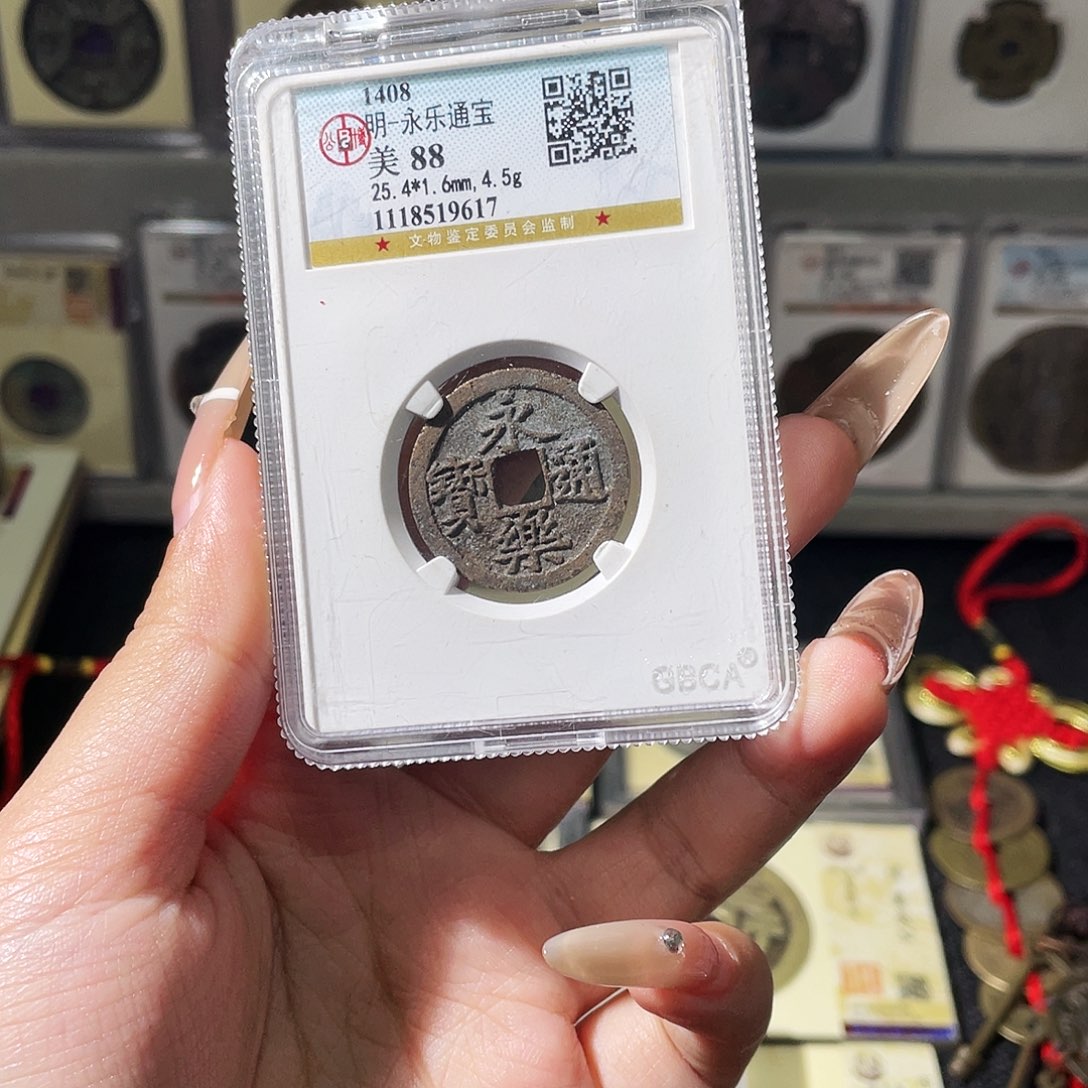 1408
明-永乐通宝
美 88
25.4*1.6mm, 4.5g
1118519617
★ 文物鉴定委员会监制 ★
永
寶 通
樂
GBCA